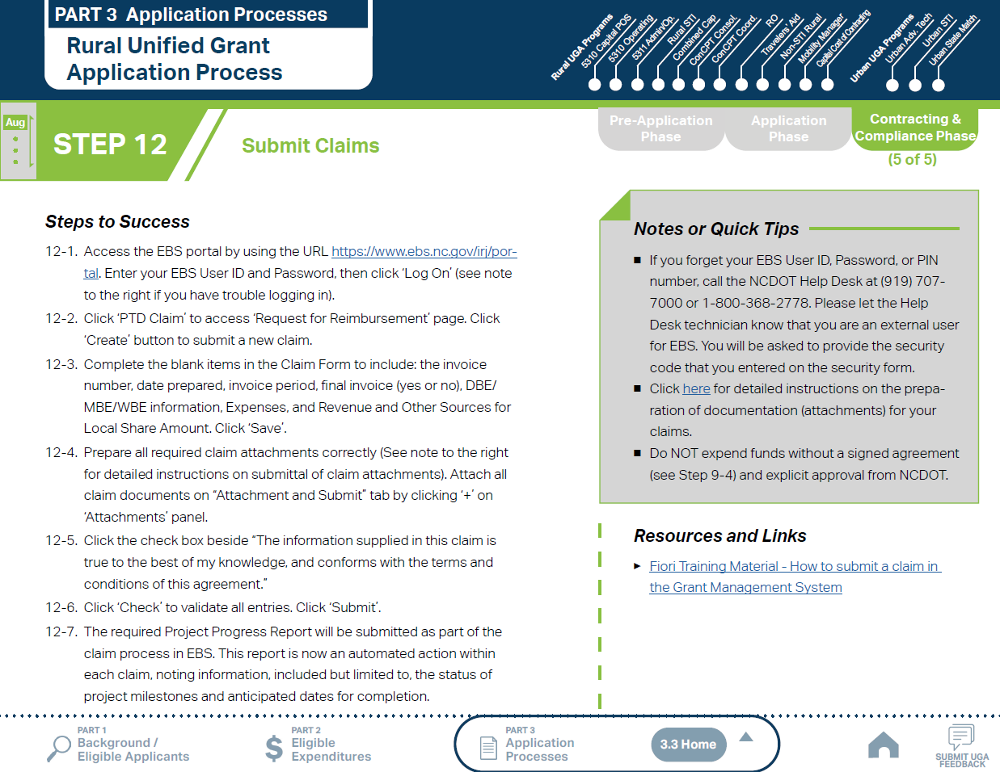 PART 3 Application Processes
Rural Unified Grant
Application Process
Rural UGA Programs
5310 Capital POS
5310 Operating
5311 Admin/Op.
Rural STI
Combined Cap
ConCPT Consol.
ConCPT Coord.
RO
Travelers' Aid
Non-STI Rural
Mobility Manager
Capital Cost of Contracting
Urban UGA Programs
Urban Adv. Tech
Urban STI
Urban State Match
Aug
STEP 12
Submit Claims
Pre-Application
Phase
Application
Phase
Contracting &
Compliance Phase
(5 of 5)
Steps to Success
12-1. Access the EBS portal by using the URL https://www.ebs.nc.gov/irj/por-
tal. Enter your EBS User ID and Password, then click ‘Log On’ (see note
to the right if you have trouble logging in).
12-2. Click ‘PTD Claim’ to access ‘Request for Reimbursement’ page. Click
‘Create’ button to submit a new claim.
12-3. Complete the blank items in the Claim Form to include: the invoice
number, date prepared, invoice period, final invoice (yes or no), DBE/
MBE/WBE information, Expenses, and Revenue and Other Sources for
Local Share Amount. Click ‘Save’.
12-4. Prepare all required claim attachments correctly (See note to the right
for detailed instructions on submittal of claim attachments). Attach all
claim documents on “Attachment and Submit” tab by clicking ‘+’ on
‘Attachments’ panel.
12-5. Click the check box beside “The information supplied in this claim is
true to the best of my knowledge, and conforms with the terms and
conditions of this agreement.”
12-6. Click ‘Check’ to validate all entries. Click ‘Submit’.
12-7. The required Project Progress Report will be submitted as part of the
claim process in EBS. This report is now an automated action within
each claim, noting information, included but limited to, the status of
project milestones and anticipated dates for completion.
Notes or Quick Tips
■ If you forget your EBS User ID, Password, or PIN
number, call the NCDOT Help Desk at (919) 707-
7000 or 1-800-368-2778. Please let the Help
Desk technician know that you are an external user
for EBS. You will be asked to provide the security
code that you entered on the security form.
■ Click here for detailed instructions on the prepa-
ration of documentation (attachments) for your
claims.
■ Do NOT expend funds without a signed agreement
(see Step 9-4) and explicit approval from NCDOT.
Resources and Links
► Fiori Training Material - How to submit a claim in
the Grant Management System
PART 1
Background /
Eligible Applicants
$
PART 2
Eligible
Expenditures
PART 3
Application
Processes
3.3 Home
SUBMIT UGA
FEEDBACK